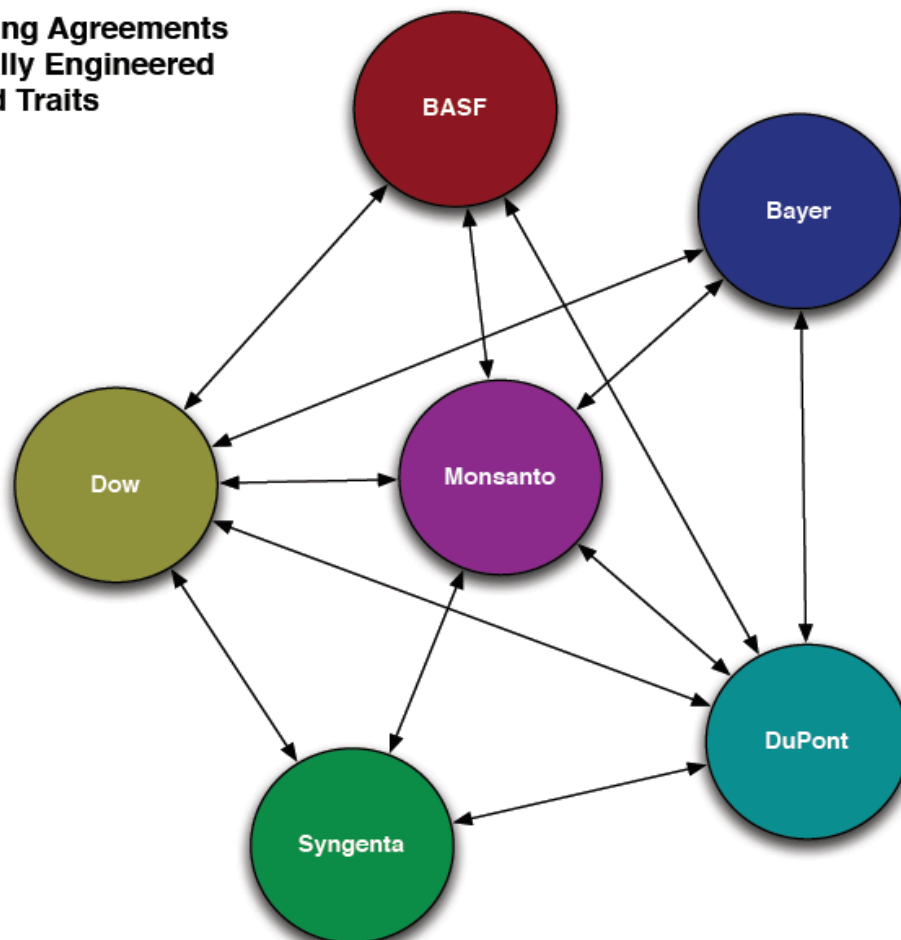 ng Agreements
lly Engineered
Traits
BASF
Bayer
Dow
Monsanto
DuPont
Syngenta